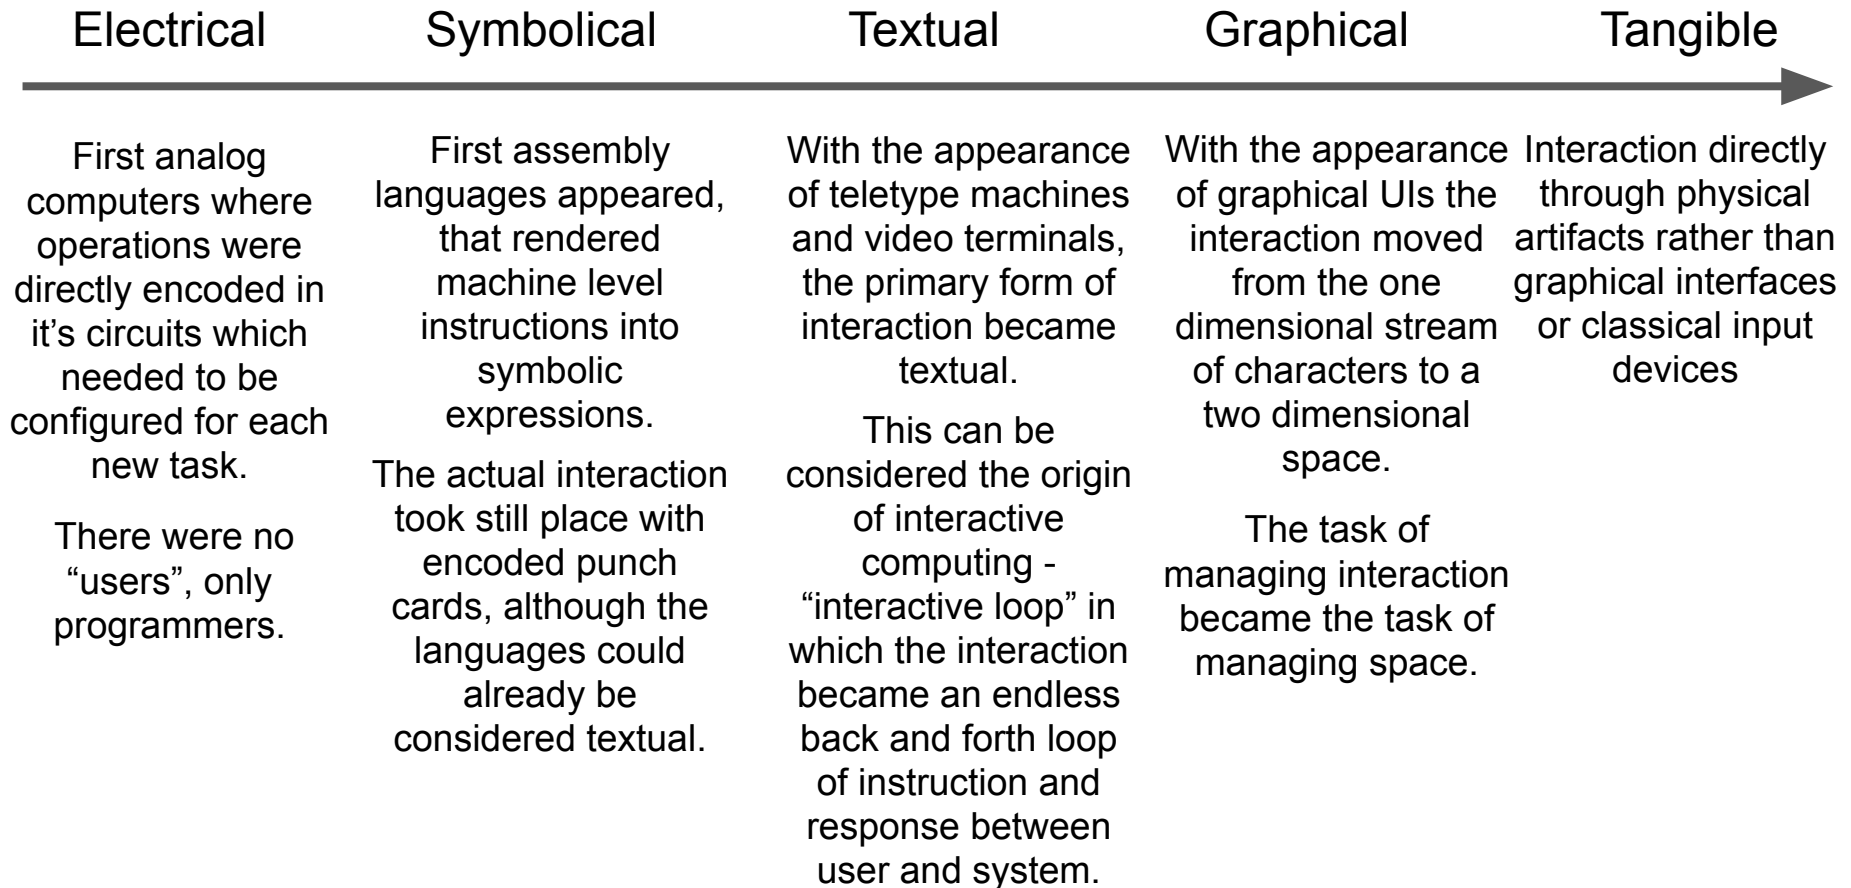 Electrical
Symbolical
Textual
Graphical
Tangible
First analog
computers where
operations were
directly encoded in
it’s circuits which
needed to be
configured for each
new task.
There were no
“users”, only
programmers.
First assembly
languages appeared,
that rendered
machine level
instructions into
symbolic
expressions.
The actual interaction
took still place with
encoded punch
cards, although the
languages could
already be
considered textual.
With the appearance
of teletype machines
and video terminals,
the primary form of
interaction became
textual.
This can be
considered the origin
of interactive
computing -
“interactive loop” in
which the interaction
became an endless
back and forth loop
of instruction and
response between
user and system.
With the appearance
of graphical UIs the
interaction moved
from the one
dimensional stream
of characters to a
two dimensional
space.
The task of
managing interaction
became the task of
managing space.
Interaction directly
through physical
artifacts rather than
graphical interfaces
or classical input
devices